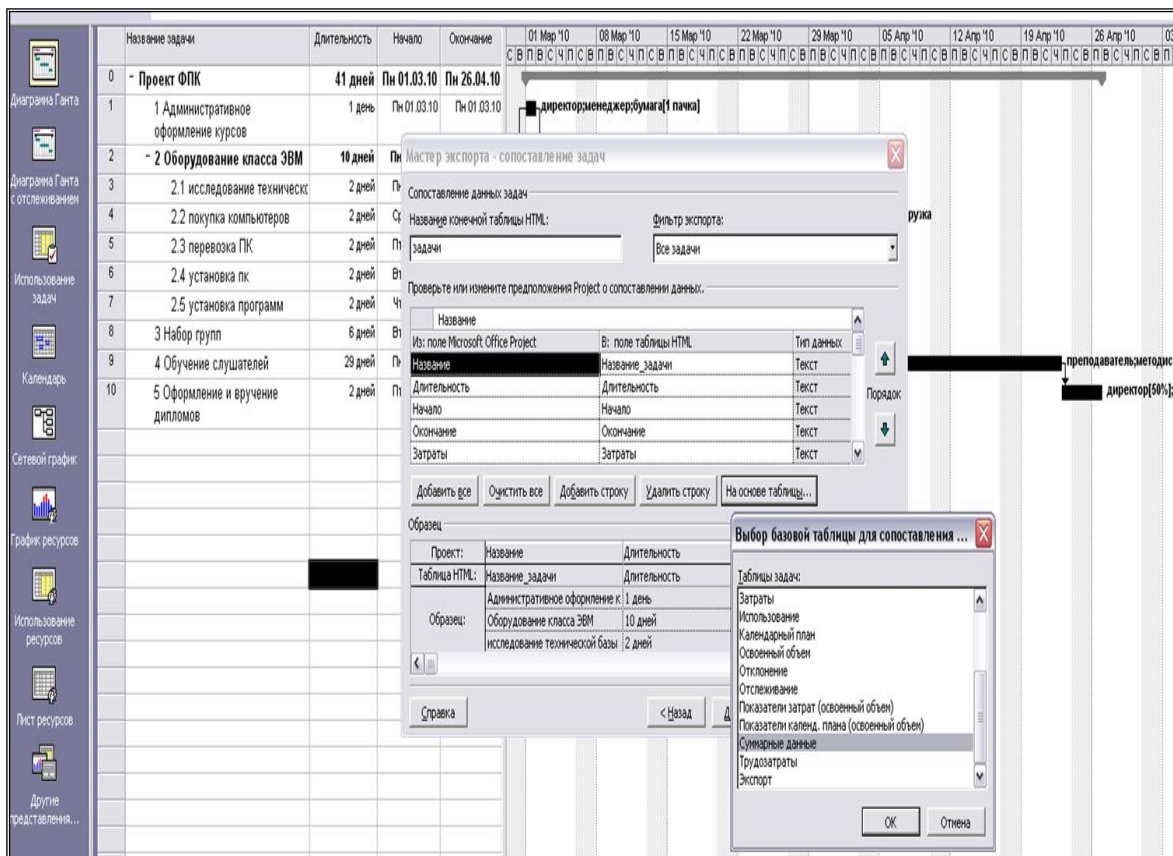 Название задачи Длительность Начало Окончание
01 Мар '10 08 Мар '10 15 Мар '10 22 Мар '10 29 Мар '10 05 Апр '10 12 Апр '10 19 Апр '10 26 Апр '10 03
С В П В С Ч П С В П В С Ч П С В П В С Ч П С В П В С Ч П С В П В С Ч П С В П В С Ч П С В П В С Ч П С В П В С Ч П С В П В С Ч П С В П
Диаграмма Ганта
Диаграмма Ганта
с отслеживанием
Использование
задач
Календарь
Сетевой график
График ресурсов
Использование
ресурсов
Лист ресурсов
Другие
представления...
0 - Проект ФПК 41 дней Пн 01.03.10 Пн 26.04.10
1 1 Административное 1 день Пн 01.03.10 Пн 01.03.10 директор;менеджер;бумага[1 пачка]
оформление курсов
2 - 2 Оборудование класса ЭВМ 10 дней Пн
3 2.1 исследование техническо 2 дней Пн
4 2.2 покупка компьютеров 2 дней Ср
5 2.3 перевозка ПК 2 дней Пт
6 2.4 установка пк 2 дней Вт
7 2.5 установка программ 2 дней Чт
8 3 Набор групп 6 дней Вт
9 4 Обучение слушателей 29 дней Пн
10 5 Оформление и вручение 2 дней Пт
дипломов
рузка
преподаватель;методис
директор[50%];
Мастер экспорта - сопоставление задач
Сопоставление данных задач
Название конечной таблицы HTML: Фильтр экспорта:
задачи Все задачи
Проверьте или измените предположения Project о сопоставлении данных.
Название
Из: поле Microsoft Office Project В: поле таблицы HTML Тип данных
Название Название_задачи Текст
Длительность Длительность Текст
Начало Начало Текст
Окончание Окончание Текст
Затраты Затраты Текст
Порядок
Добавить все Очистить все Добавить строку Удалить строку На основе таблицы...
Образец
Проект: Название Длительность
Таблица HTML: Название_задачи Длительность
Образец:
Административное оформление к 1 день
Оборудование класса ЭВМ 10 дней
исследование технической базы 2 дней
Справка < Назад Д
Выбор базовой таблицы для сопоставления ...
Таблицы задач:
Затраты
Использование
Календарный план
Освоенный объем
Отклонение
Отслеживание
Показатели затрат (освоенный объем)
Показатели календ. плана (освоенный объем)
Суммарные данные
Трудозатраты
Экспорт
ОК Отмена